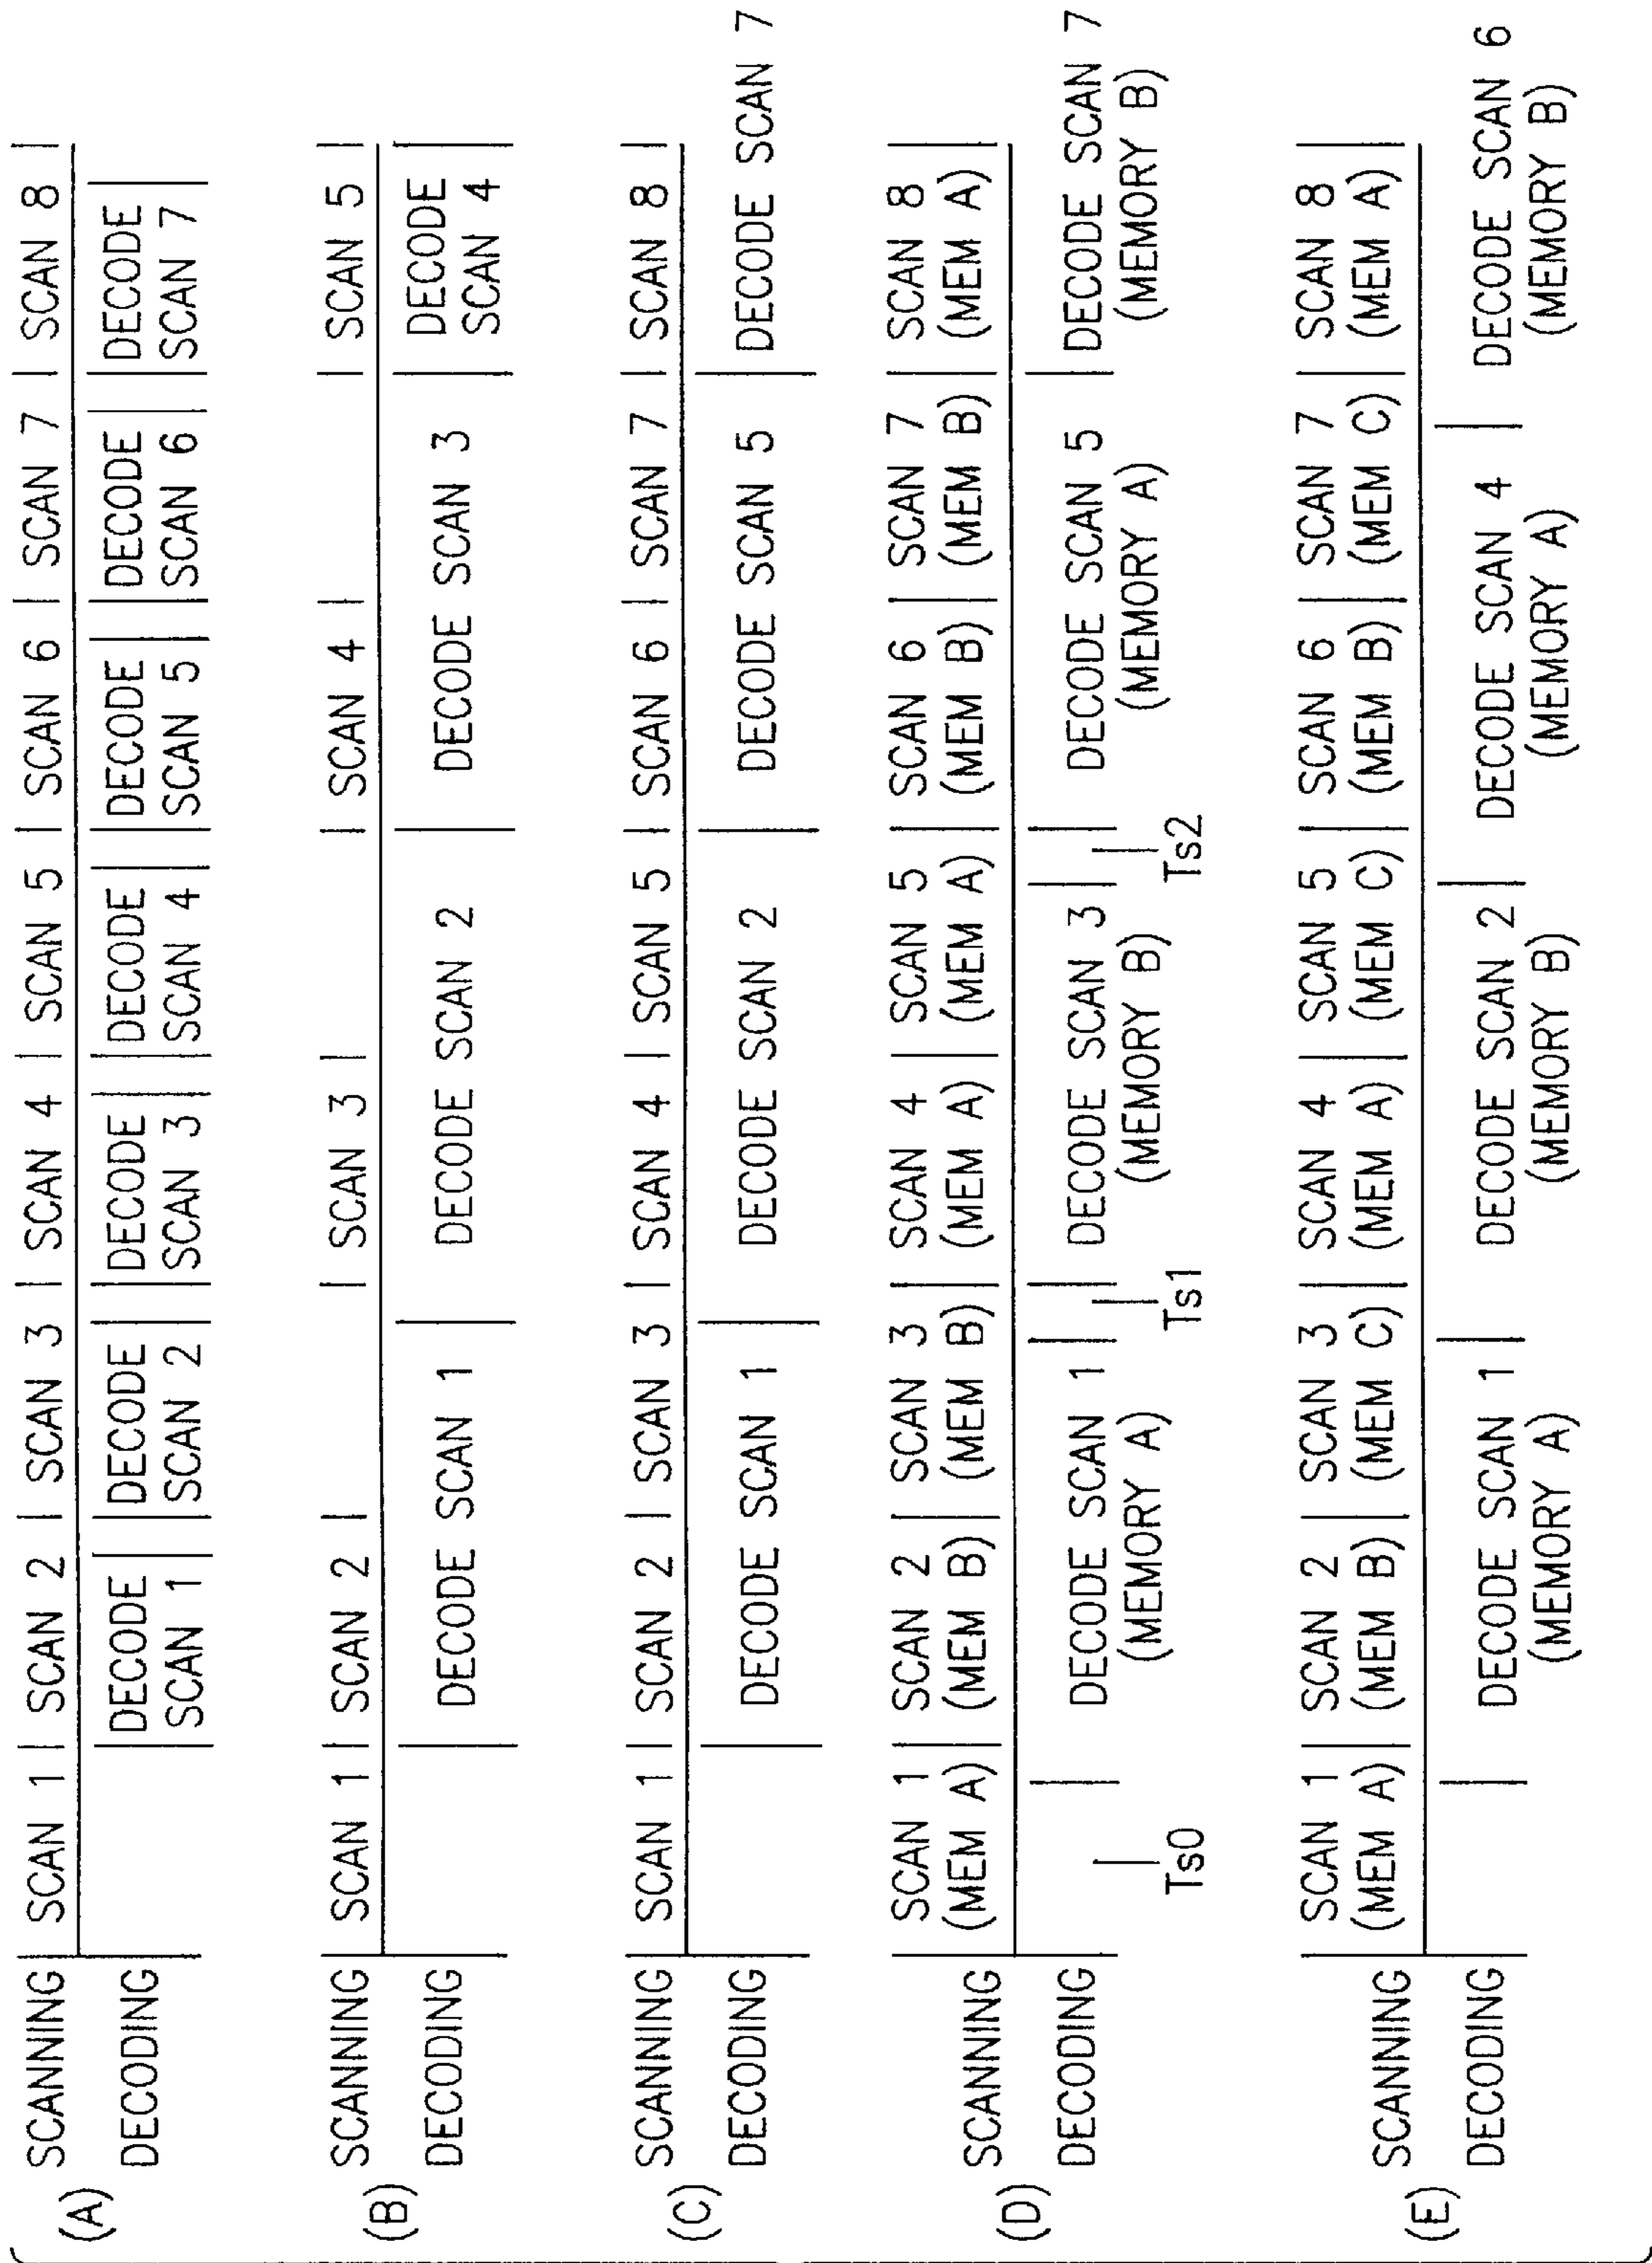 (A)
SCANNING
SCAN 1 SCAN 2 SCAN 3 SCAN 4 SCAN 5 SCAN 6 SCAN 7 SCAN 8
DECODING
DECODE DECODE DECODE DECODE DECODE DECODE DECODE
SCAN 1 SCAN 2 SCAN 3 SCAN 4 SCAN 5 SCAN 6 SCAN 7
(B)
SCANNING
SCAN 1 SCAN 2 SCAN 3 SCAN 4 SCAN 5
DECODING
DECODE SCAN 1 DECODE SCAN 2 DECODE SCAN 3 DECODE
SCAN 4
(C)
SCANNING
SCAN 1 SCAN 2 SCAN 3 SCAN 4 SCAN 5 SCAN 6 SCAN 7 SCAN 8
DECODING
DECODE SCAN 1 DECODE SCAN 2 DECODE SCAN 5 DECODE SCAN 7
(D)
SCANNING
SCAN 1 SCAN 2 SCAN 3 SCAN 4 SCAN 5 SCAN 6 SCAN 7 SCAN 8
(MEM A) (MEM B) (MEM B) (MEM A) (MEM A) (MEM B) (MEM B) (MEM A)
DECODING
DECODE SCAN 1 DECODE SCAN 3 DECODE SCAN 5 DECODE SCAN 7
(MEMORY A) (MEMORY B) (MEMORY A) (MEMORY B)
Ts0 Ts1 Ts2
(E)
SCANNING
SCAN 1 SCAN 2 SCAN 3 SCAN 4 SCAN 5 SCAN 6 SCAN 7 SCAN 8
(MEM A) (MEM B) (MEM C) (MEM A) (MEM C) (MEM B) (MEM C) (MEM A)
DECODING
DECODE SCAN 1 DECODE SCAN 2 DECODE SCAN 4 DECODE SCAN 6
(MEMORY A) (MEMORY B) (MEMORY A) (MEMORY B)